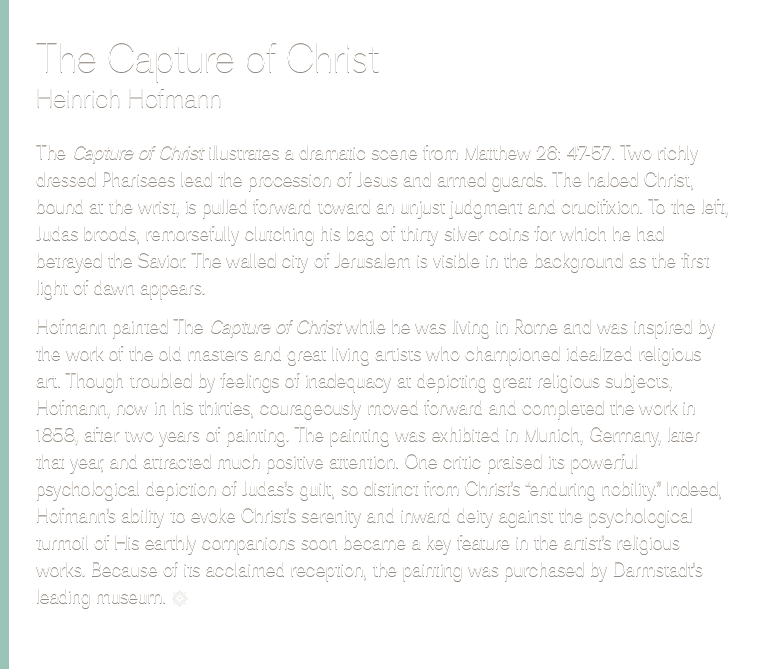 The Capture of Christ
Heinrich Hofmann
The Capture of Christ illustrates a dramatic scene from Matthew 26: 47-57. Two richly
dressed Pharisees lead the procession of Jesus and armed guards. The haloed Christ,
bound at the wrist, is pulled forward toward an unjust judgment and crucifixion. To the left,
Judas broods, remorsefully clutching his bag of thirty silver coins for which he had
betrayed the Savior. The walled city of Jerusalem is visible in the background as the first
light of dawn appears.
Hofmann painted The Capture of Christ while he was living in Rome and was inspired by
the work of the old masters and great living artists who championed idealized religious
art. Though troubled by feelings of inadequacy at depicting great religious subjects,
Hofmann, now in his thirties, courageously moved forward and completed the work in
1858, after two years of painting. The painting was exhibited in Munich, Germany, later
that year, and attracted much positive attention. One critic praised its powerful
psychological depiction of Judas's guilt, so distinct from Christ's “enduring nobility.” Indeed,
Hofmann's ability to evoke Christ's serenity and inward deity against the psychological
turmoil of His earthly companions soon became a key feature in the artist's religious
works. Because of its acclaimed reception, the painting was purchased by Darmstadt's
leading museum.